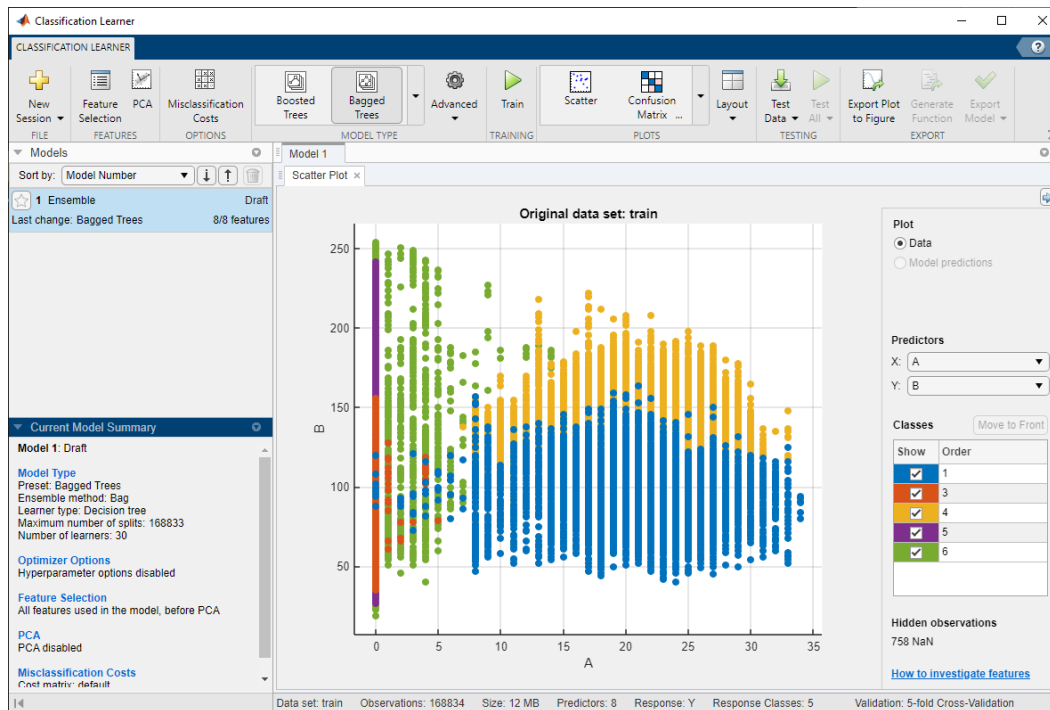 Classification Learner
CLASSIFICATION LEARNER
?
New Session
Feature Selection
PCA
Misclassification Costs
Boosted Trees
Bagged Trees
Advanced
Train
Scatter
Confusion Matrix ...
Layout
Test Data
Test All
Export Plot to Figure
Generate Function
Export Model
FILE
FEATURES
OPTIONS
MODEL TYPE
TRAINING
PLOTS
TESTING
EXPORT
Models
Sort by: Model Number
1 Ensemble Draft
Last change: Bagged Trees 8/8 features
Current Model Summary
Model 1: Draft
Model Type
Preset: Bagged Trees
Ensemble method: Bag
Learner type: Decision tree
Maximum number of splits: 168833
Number of learners: 30
Optimizer Options
Hyperparameter options disabled
Feature Selection
All features used in the model, before PCA
PCA
PCA disabled
Misclassification Costs
Cost matrix: default
Model 1
Scatter Plot ×
Original data set: train
250
200
150
100
50
B
0 5 10 15 20 25 30 35
A
Plot
Data
Model predictions
Predictors
X: A
Y: B
Classes
Move to Front
Show Order
1
3
4
5
6
Hidden observations
758 NaN
How to investigate features
Data set: train Observations: 168834 Size: 12 MB Predictors: 8 Response: Y Response Classes: 5 Validation: 5-fold Cross-Validation